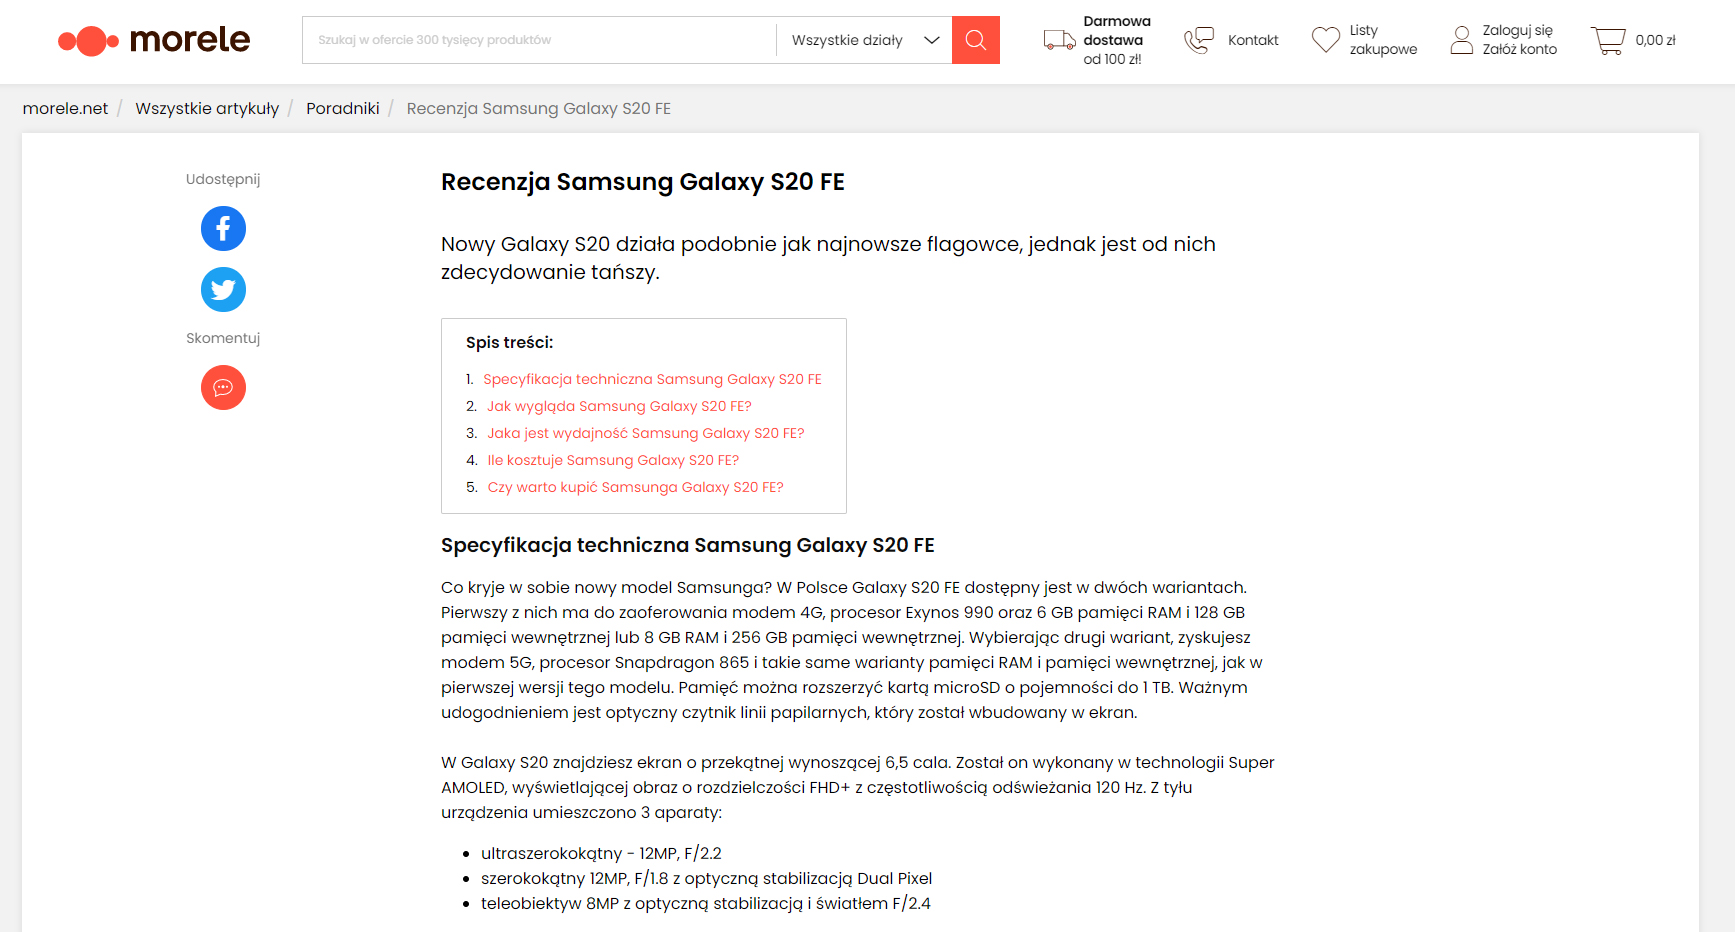 morele
Szukaj w ofercie 300 tysięcy produktów
Wszystkie działy
Darmowa
dostawa
od 100 zł!
Kontakt
Listy
zakupowe
Zaloguj się
Załóż konto
0,00 zł
morele.net / Wszystkie artykuły / Poradniki / Recenzja Samsung Galaxy S20 FE
Udostępnij
Skomentuj
Recenzja Samsung Galaxy S20 FE
Nowy Galaxy S20 działa podobnie jak najnowsze flagowce, jednak jest od nich
zdecydowanie tańszy.
Spis treści:
1. Specyfikacja techniczna Samsung Galaxy S20 FE
2. Jak wygląda Samsung Galaxy S20 FE?
3. Jaka jest wydajność Samsung Galaxy S20 FE?
4. Ile kosztuje Samsung Galaxy S20 FE?
5. Czy warto kupić Samsunga Galaxy S20 FE?
Specyfikacja techniczna Samsung Galaxy S20 FE
Co kryje w sobie nowy model Samsunga? W Polsce Galaxy S20 FE dostępny jest w dwóch wariantach.
Pierwszy z nich ma do zaoferowania modem 4G, procesor Exynos 990 oraz 6 GB pamięci RAM i 128 GB
pamięci wewnętrznej lub 8 GB RAM i 256 GB pamięci wewnętrznej. Wybierając drugi wariant, zyskujesz
modem 5G, procesor Snapdragon 865 i takie same warianty pamięci RAM i pamięci wewnętrznej, jak w
pierwszej wersji tego modelu. Pamięć można rozszerzyć kartą microSD o pojemności do 1 TB. Ważnym
udogodnieniem jest optyczny czytnik linii papilarnych, który został wbudowany w ekran.
W Galaxy S20 znajdziesz ekran o przekątnej wynoszącej 6,5 cala. Został on wykonany w technologii Super
AMOLED, wyświetlającej obraz o rozdzielczości FHD+ z częstotliwością odświeżania 120 Hz. Z tyłu
urządzenia umieszczono 3 aparaty:
• ultraszerokokątny - 12MP, F/2.2
• szerokokątny 12MP, F/1.8 z optyczną stabilizacją Dual Pixel
• teleobiektyw 8MP z optyczną stabilizacją i światłem F/2.4